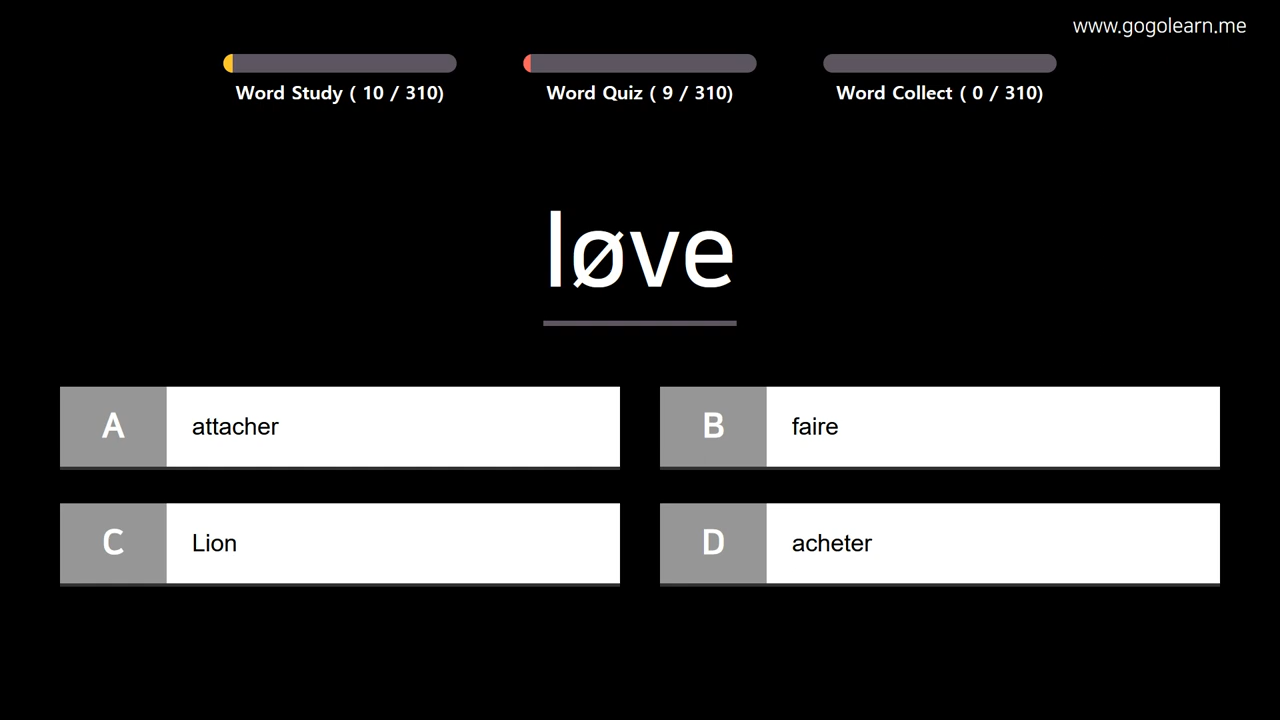 www.gogolearn.me
Word Study ( 10 / 310)
Word Quiz ( 9 / 310)
Word Collect ( 0 / 310)
løve
A attacher
B faire
C Lion
D acheter